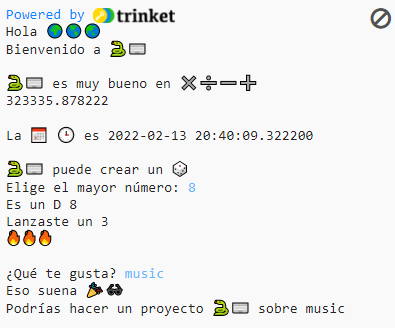 Powered by trinket
Hola 🌍🌍🌍
Bienvenido a 🐍⌨️
🐍⌨️ es muy bueno en ✖️➗➖➕
323335.878222
La 📅 🕒 es 2022-02-13 20:40:09.322200
🐍⌨️ puede crear un 🎲
Elige el mayor número: 8
Es un D 8
Lanzaste un 3
🔥🔥🔥
¿Qué te gusta? music
Eso suena 🎉🕶️
Podrías hacer un proyecto 🐍⌨️ sobre music